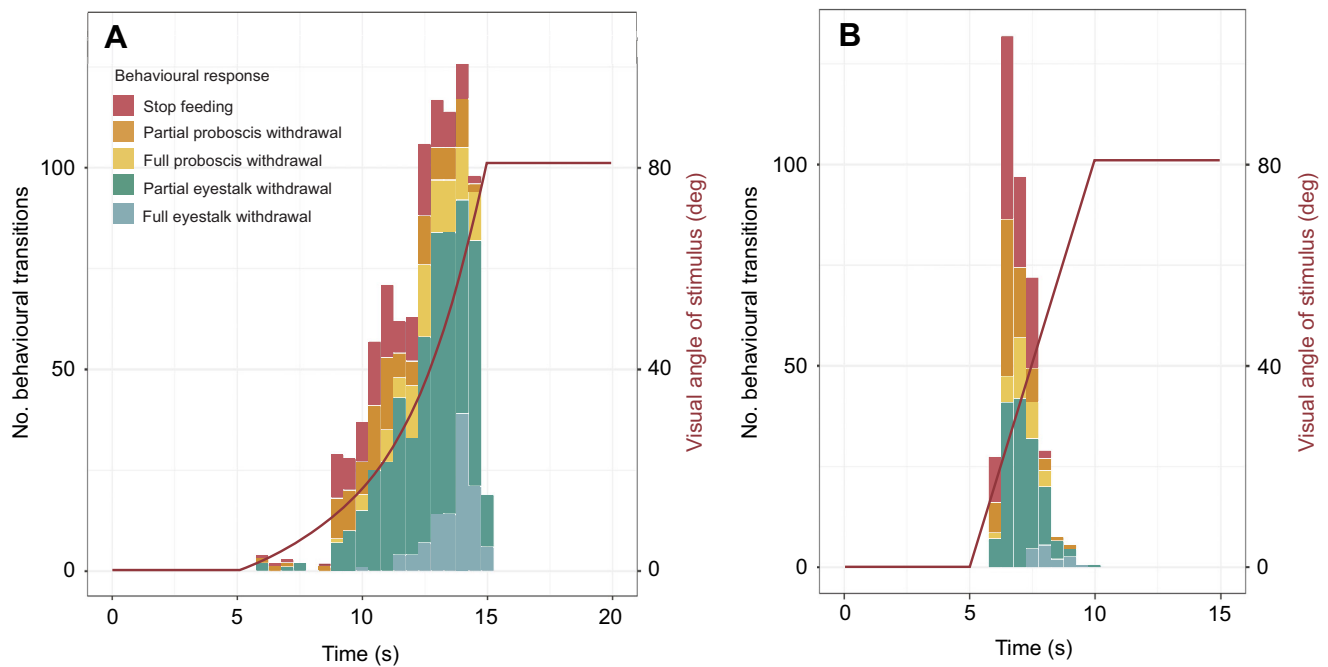 A
Behavioural response
Stop feeding
Partial proboscis withdrawal
Full proboscis withdrawal
Partial eyestalk withdrawal
Full eyestalk withdrawal
No. behavioural transitions
100
50
0
80
40
0
Visual angle of stimulus (deg)
0 5 10 15 20
Time (s)
B
No. behavioural transitions
100
50
0
80
40
0
Visual angle of stimulus (deg)
0 5 10 15
Time (s)